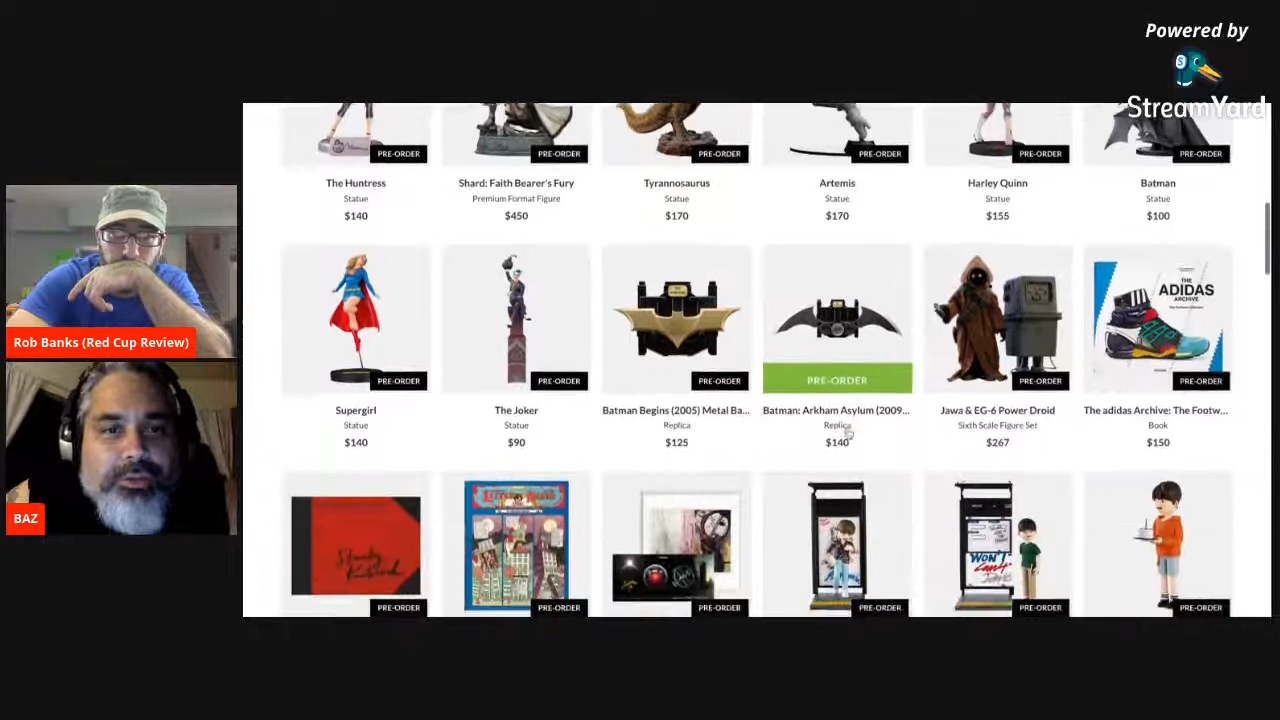 Powered by
StreamYard
PRE-ORDER
PRE-ORDER
PRE-ORDER
PRE-ORDER
PRE-ORDER
PRE-ORDER
The Huntress
Statue
$140
Shard: Faith Bearer's Fury
Premium Format Figure
$450
Tyrannosaurus
Statue
$170
Artemis
Statue
$170
Harley Quinn
Statue
$155
Batman
Statue
$100
Rob Banks (Red Cup Review)
BAZ
THE
ADIDAS
ARCHIVE
PRE-ORDER
PRE-ORDER
PRE-ORDER
PRE-ORDER
PRE-ORDER
Supergirl
Statue
$140
The Joker
Statue
$90
Batman Begins (2005) Metal Ba...
Replica
$125
Batman: Arkham Asylum (2009...
Replica
$140
Jawa & EG-6 Power Droid
Sixth Scale Figure Set
$267
The adidas Archive: The Footw...
Book
$150
Stanley
Kubrick
WON'T
PRE-ORDER
PRE-ORDER
PRE-ORDER
PRE-ORDER
PRE-ORDER
PRE-ORDER